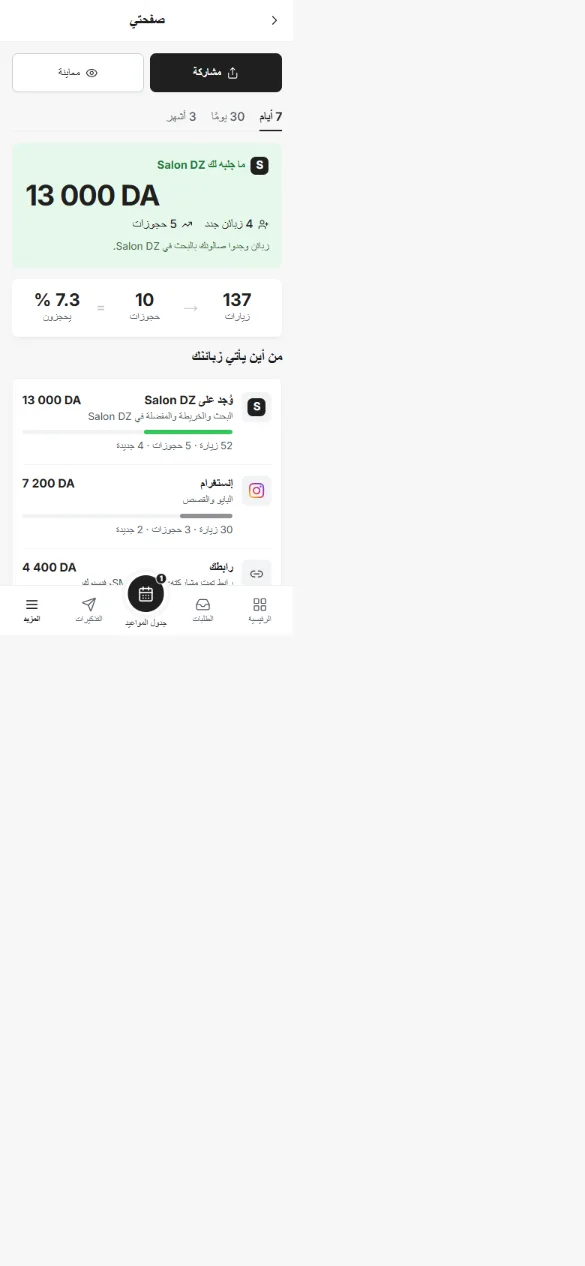 صفحتي
مشاركة
معاينة
7 أيام
30 يومًا
3 أشهر
S
ما جلبه لك Salon DZ
13 000 DA
4 زبائن جدد
5 حجوزات
زبائن وجدوا صالونك بالبحث في Salon DZ.
137
زيارات
→
10
حجوزات
=
7.3 %
يحجزون
من أين يأتي زبائنك
S
وُجد على Salon DZ
13 000 DA
البحث والخريطة والمفضلة في Salon DZ
52 زيارة · 5 حجوزات · 4 جديدة
إنستغرام
7 200 DA
البايو والقصص
30 زيارة · 3 حجوزات · 2 جديدة
رابطك
4 400 DA
رابط تمت مشاركته
الرئيسية
الطلبات
1
جدول المواعيد
التذكيرات
المزيد